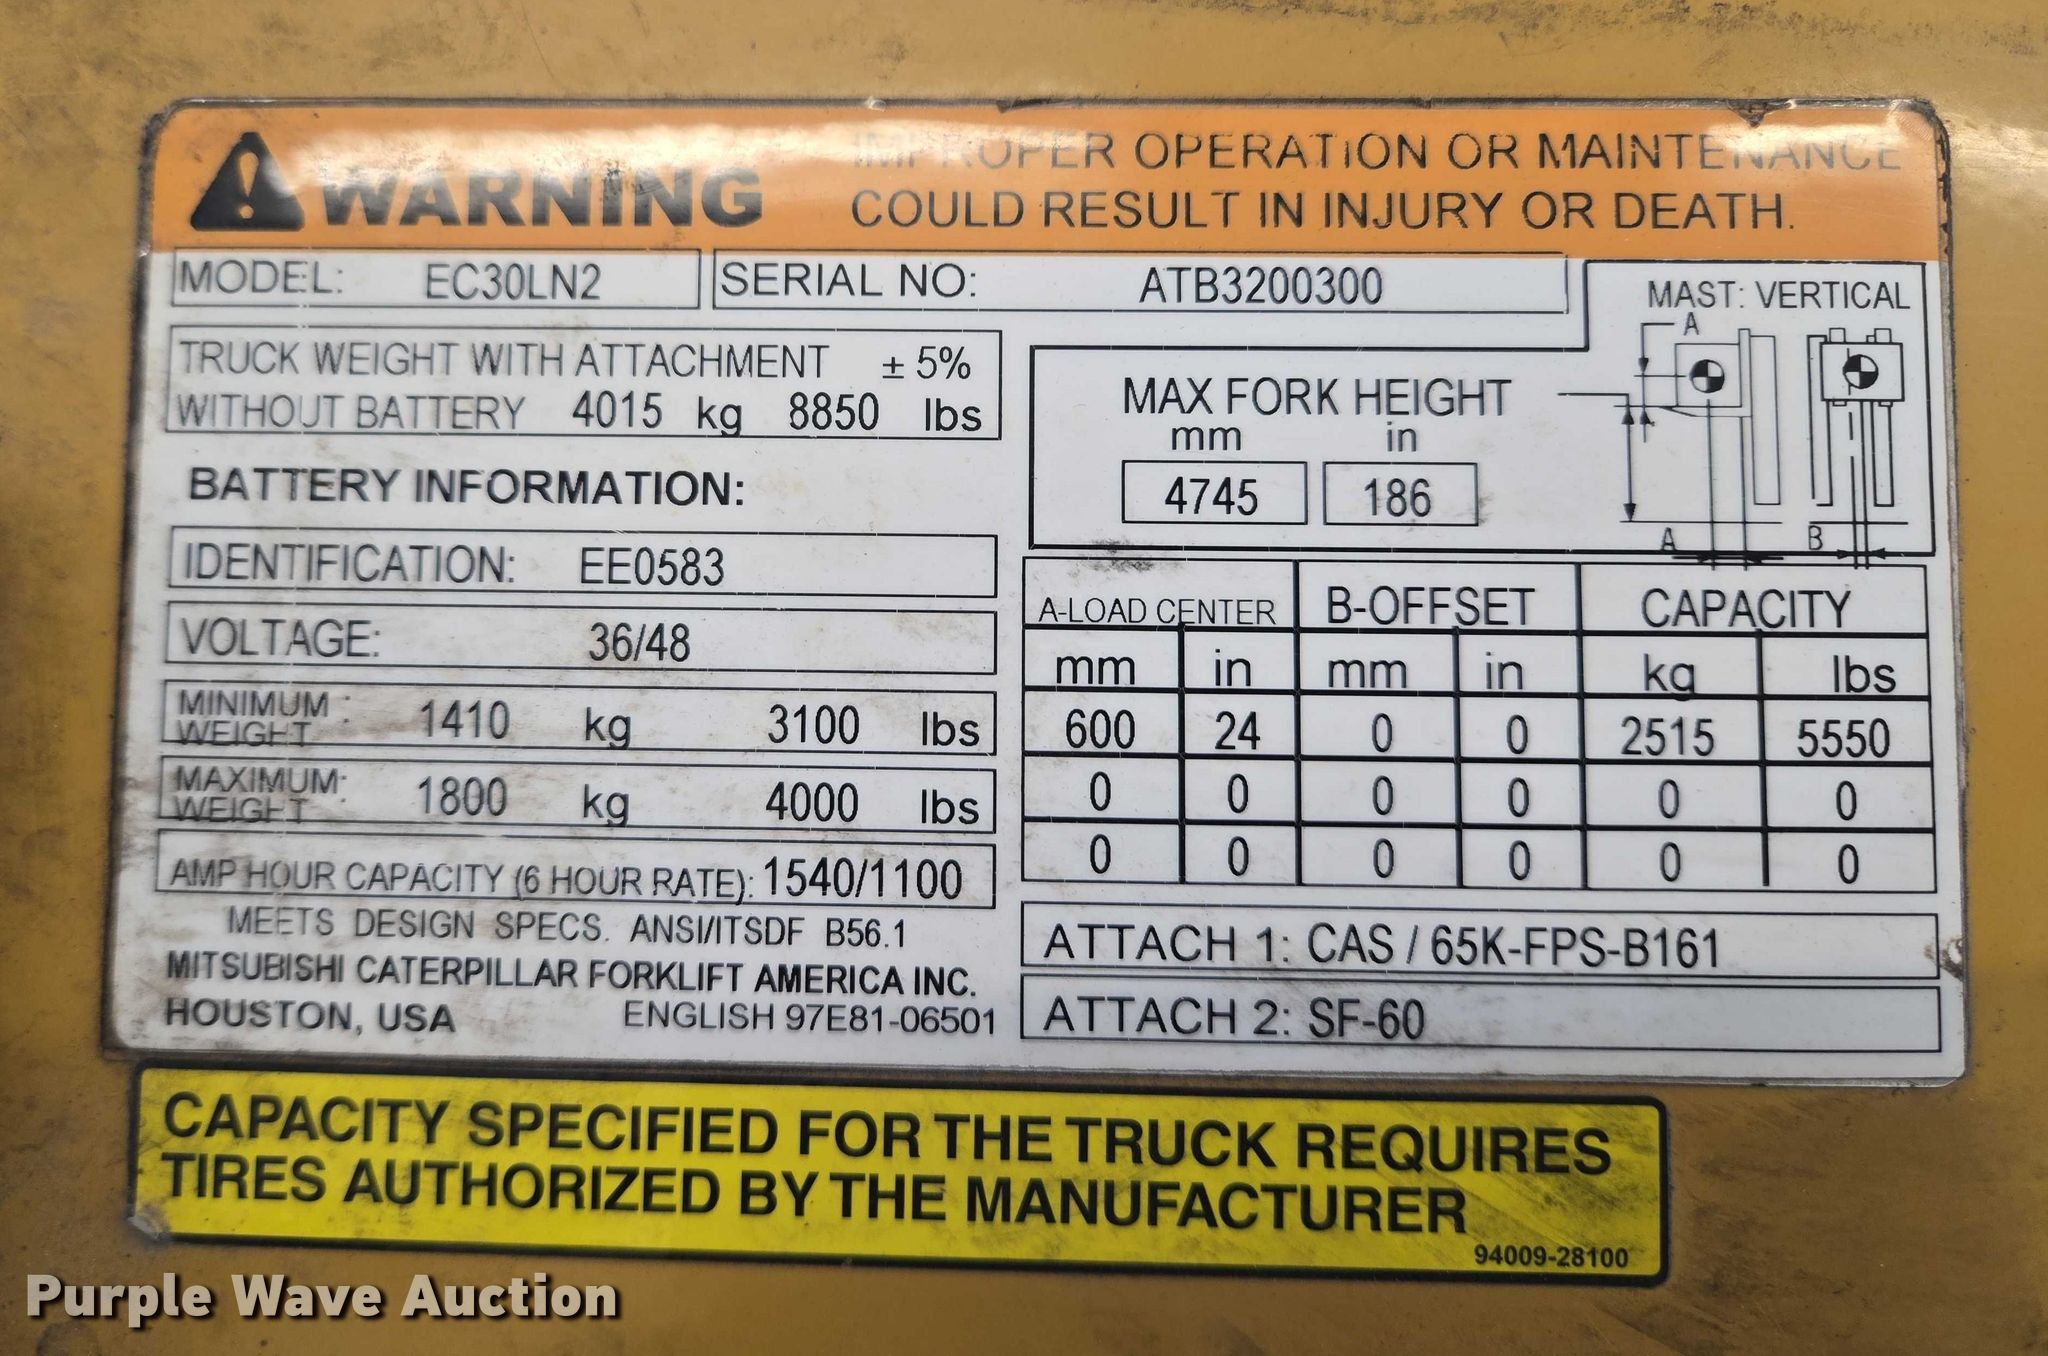 WARNING
IMPROPER OPERATION OR MAINTENANCE
COULD RESULT IN INJURY OR DEATH.
MODEL: EC30LN2
SERIAL NO: ATB3200300
TRUCK WEIGHT WITH ATTACHMENT ± 5%
WITHOUT BATTERY 4015 kg 8850 lbs
BATTERY INFORMATION:
IDENTIFICATION: EE0583
VOLTAGE: 36/48
MINIMUM WEIGHT : 1410 kg 3100 lbs
MAXIMUM WEIGHT : 1800 kg 4000 lbs
AMP HOUR CAPACITY (6 HOUR RATE): 1540/1100
MEETS DESIGN SPECS. ANSI/ITSDF B56.1
MITSUBISHI CATERPILLAR FORKLIFT AMERICA INC.
HOUSTON, USA ENGLISH 97E81-06501
MAST: VERTICAL
A
MAX FORK HEIGHT
mm in
4745 186
A B
A-LOAD CENTER B-OFFSET CAPACITY
mm in mm in kg lbs
600 24 0 0 2515 5550
0 0 0 0 0 0
0 0 0 0 0 0
ATTACH 1: CAS / 65K-FPS-B161
ATTACH 2: SF-60
CAPACITY SPECIFIED FOR THE TRUCK REQUIRES
TIRES AUTHORIZED BY THE MANUFACTURER
94009-28100
Purple Wave Auction